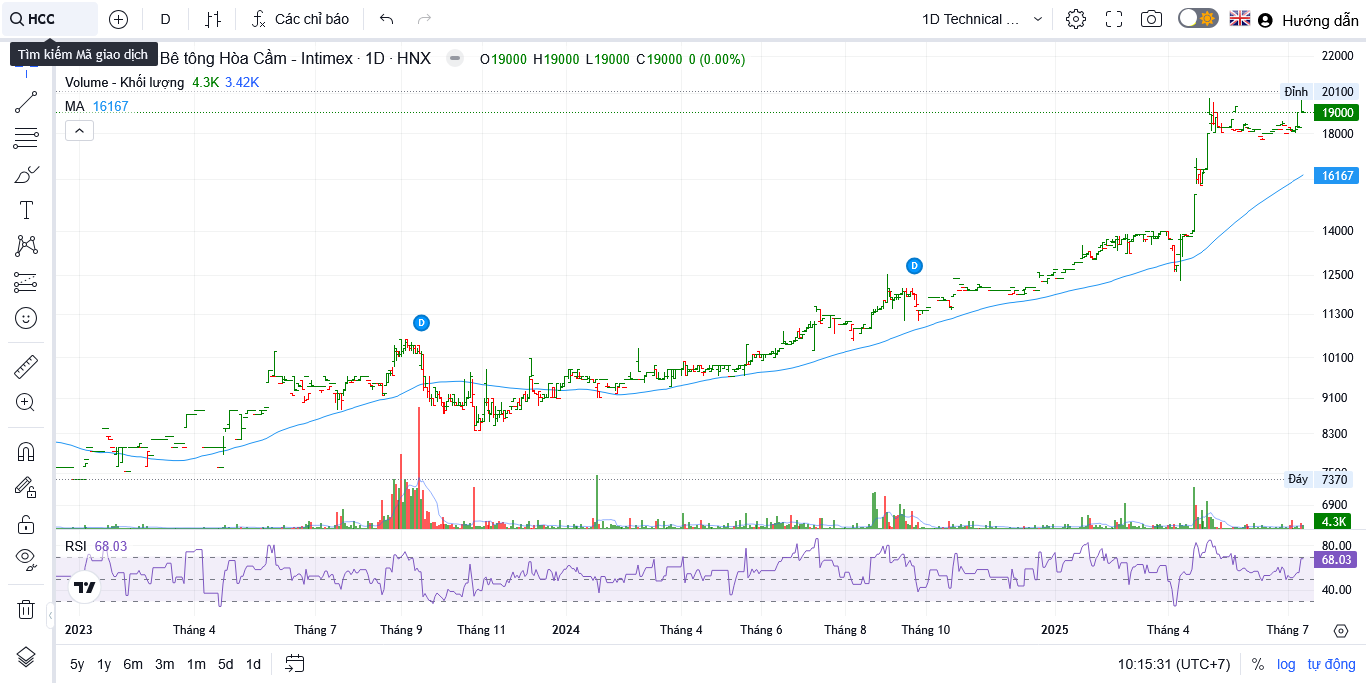 HCC
D
Các chỉ báo
1D Technical ...
Hướng dẫn
Tìm kiếm Mã giao dịch
Bê tông Hòa Cầm - Intimex · 1D · HNX
O19000 H19000 L19000 C19000 0 (0.00%)
Volume - Khối lượng 4.3K 3.42K
MA 16167
22000
Đỉnh 20100
19000
18000
16167
14000
12500
11300
10100
9100
8300
Đáy 7370
6900
4.3K
D
D
RSI 68.03
80.00
68.03
40.00
2023 Tháng 4 Tháng 7 Tháng 9 Tháng 11 2024 Tháng 4 Tháng 6 Tháng 8 Tháng 10 2025 Tháng 4 Tháng 7
5y 1y 6m 3m 1m 5d 1d
10:15:31 (UTC+7) % log tự động